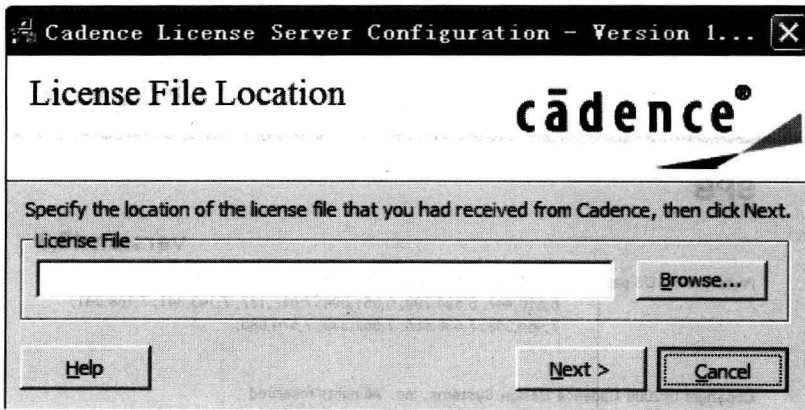 Cadence License Server Configuration - Version 1...
License File Location
cādence®
Specify the location of the license file that you had received from Cadence, then click Next.
License File
Browse...
Help
Next >
Cancel